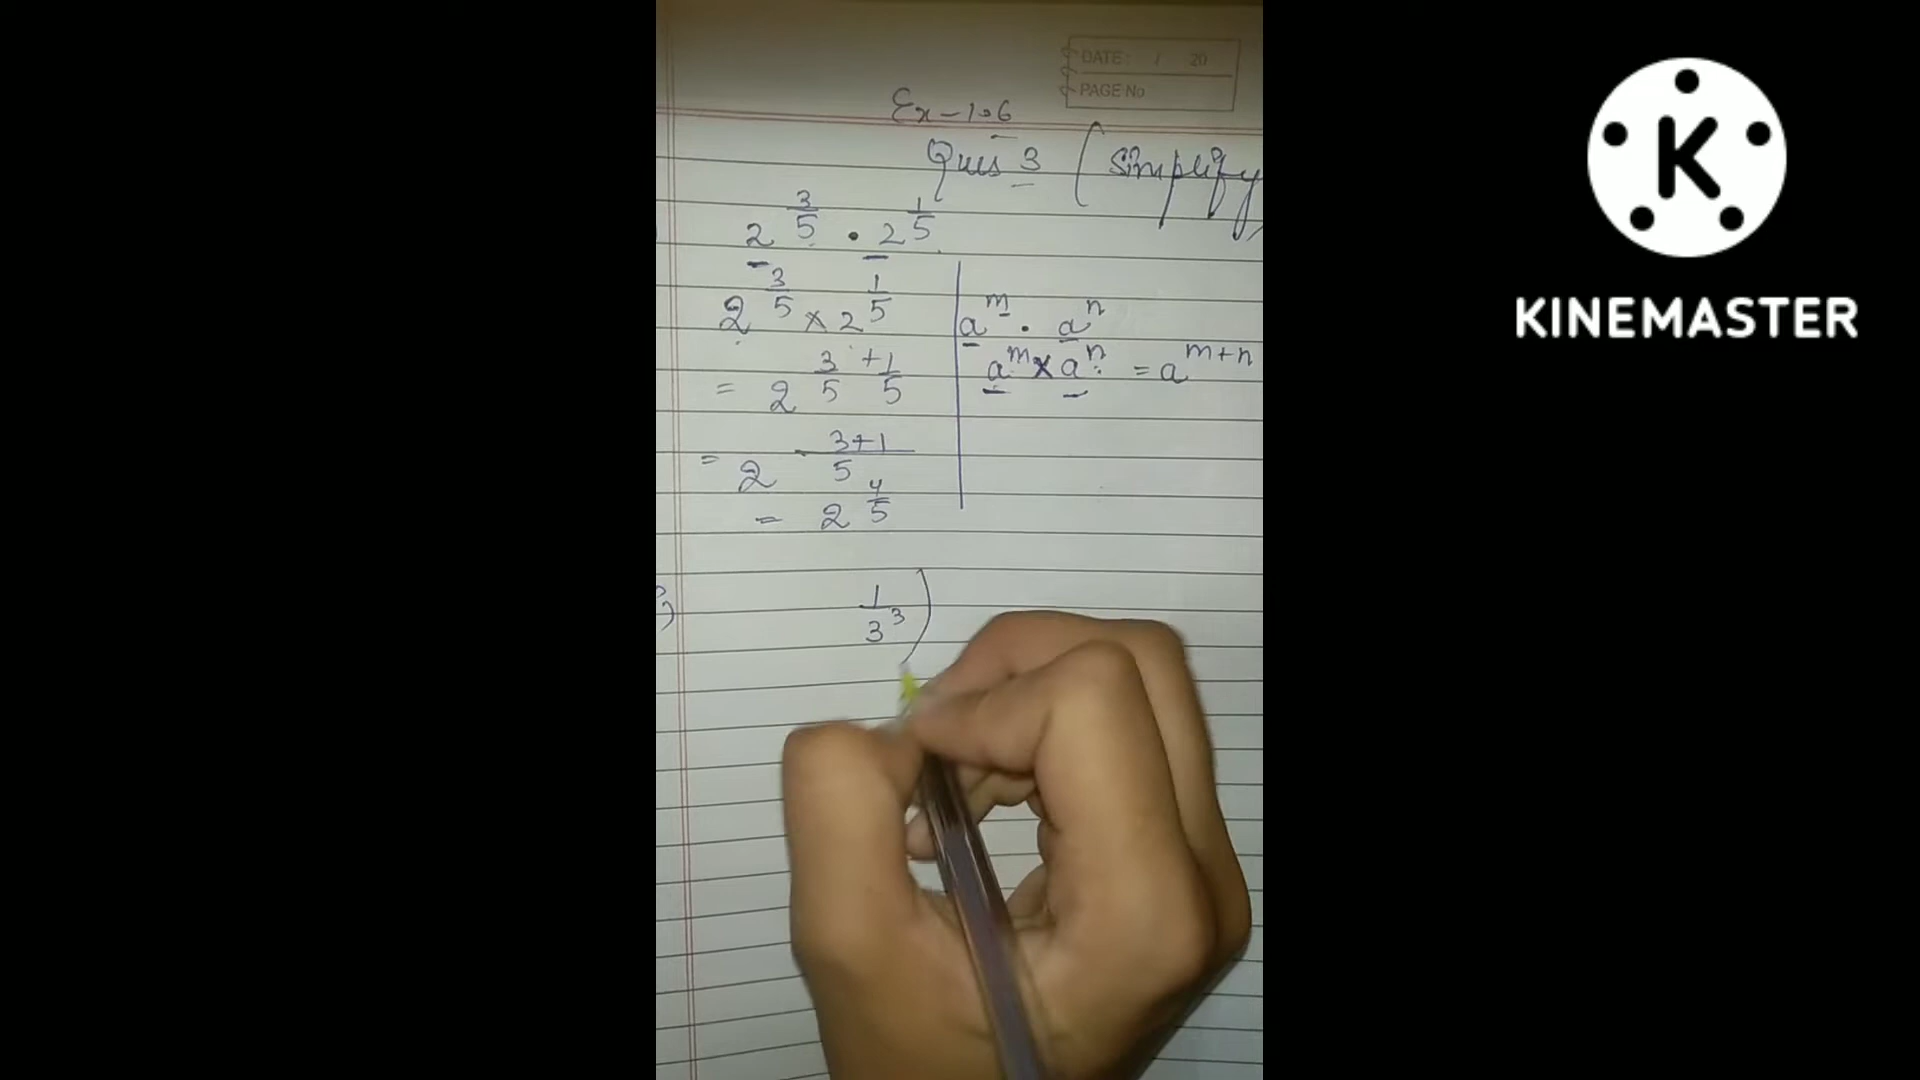 DATE: / 20
PAGE No
Ex-1.6
Ques 3 (Simplify)
2^{3/5} · 2^{1/5}
2^{3/5} × 2^{1/5}
= 2^{3/5 + 1/5}
= 2^{(3+1)/5}
= 2^{4/5}
a^m · a^n
a^m × a^n = a^{m+n}
1/3^3)
K
KINEMASTER